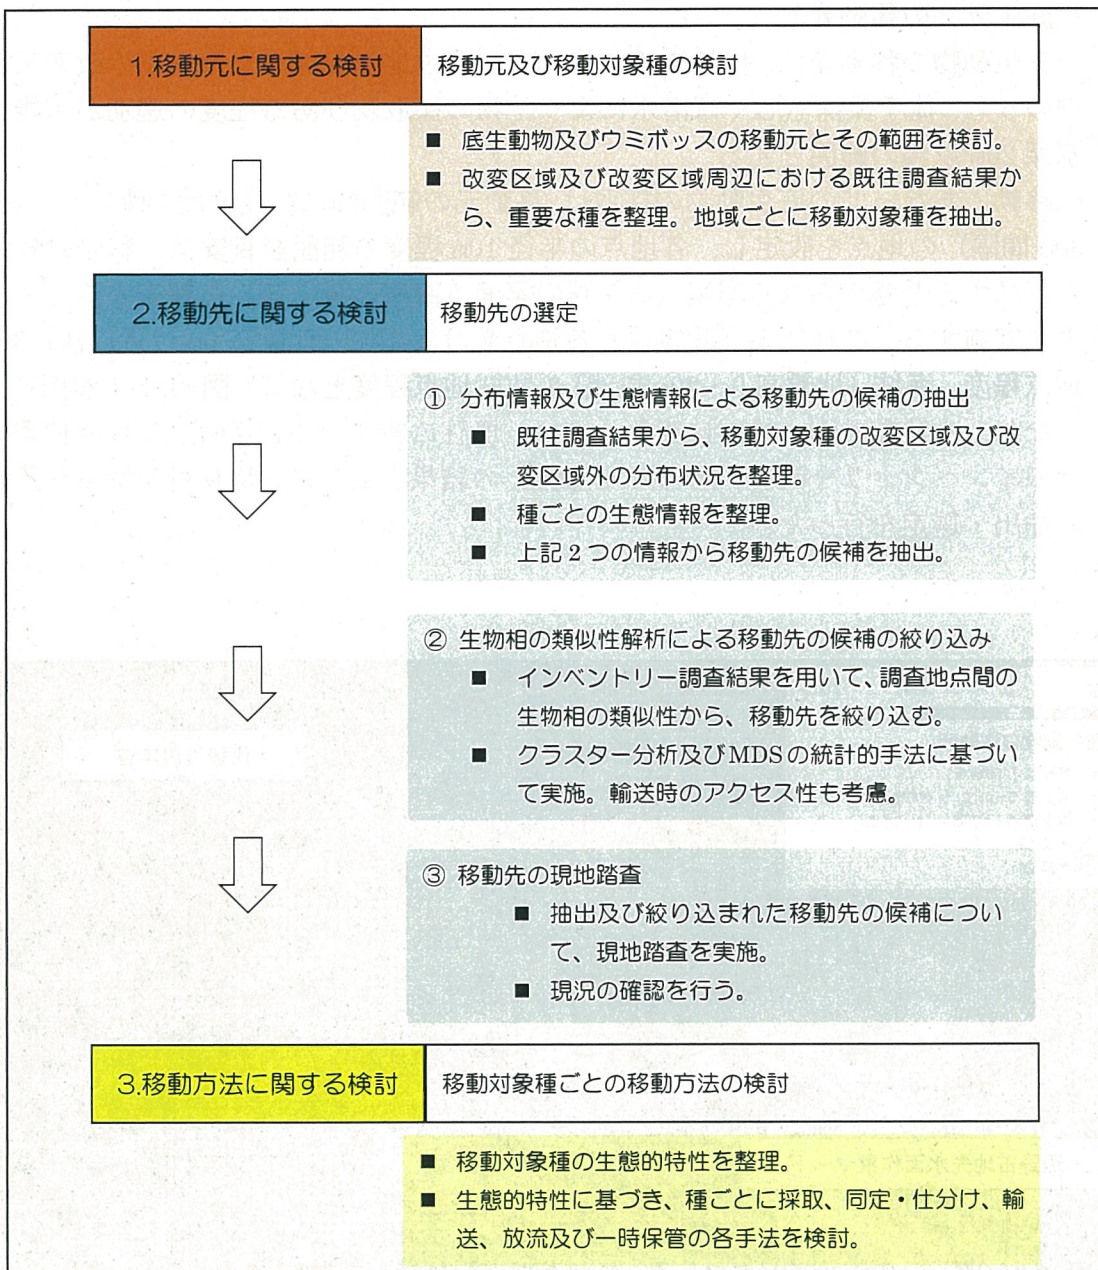 1.移動元に関する検討
移動元及び移動対象種の検討
■ 底生動物及びウミボッスの移動元とその範囲を検討。
■ 改変区域及び改変区域周辺における既往調査結果か
ら、重要な種を整理。地域ごとに移動対象種を抽出。
2.移動先に関する検討
移動先の選定
① 分布情報及び生態情報による移動先の候補の抽出
■ 既往調査結果から、移動対象種の改変区域及び改
変区域外の分布状況を整理。
■ 種ごとの生態情報を整理。
■ 上記2つの情報から移動先の候補を抽出。
② 生物相の類似性解析による移動先の候補の絞り込み
■ インベントリー調査結果を用いて、調査地点間の
生物相の類似性から、移動先を絞り込む。
■ クラスター分析及びMDSの統計的手法に基づい
て実施。輸送時のアクセス性も考慮。
③ 移動先の現地踏査
■ 抽出及び絞り込まれた移動先の候補につい
て、現地踏査を実施。
■ 現況の確認を行う。
3.移動方法に関する検討
移動対象種ごとの移動方法の検討
■ 移動対象種の生態的特性を整理。
■ 生態的特性に基づき、種ごとに採取、同定・仕分け、輸
送、放流及び一時保管の各手法を検討。